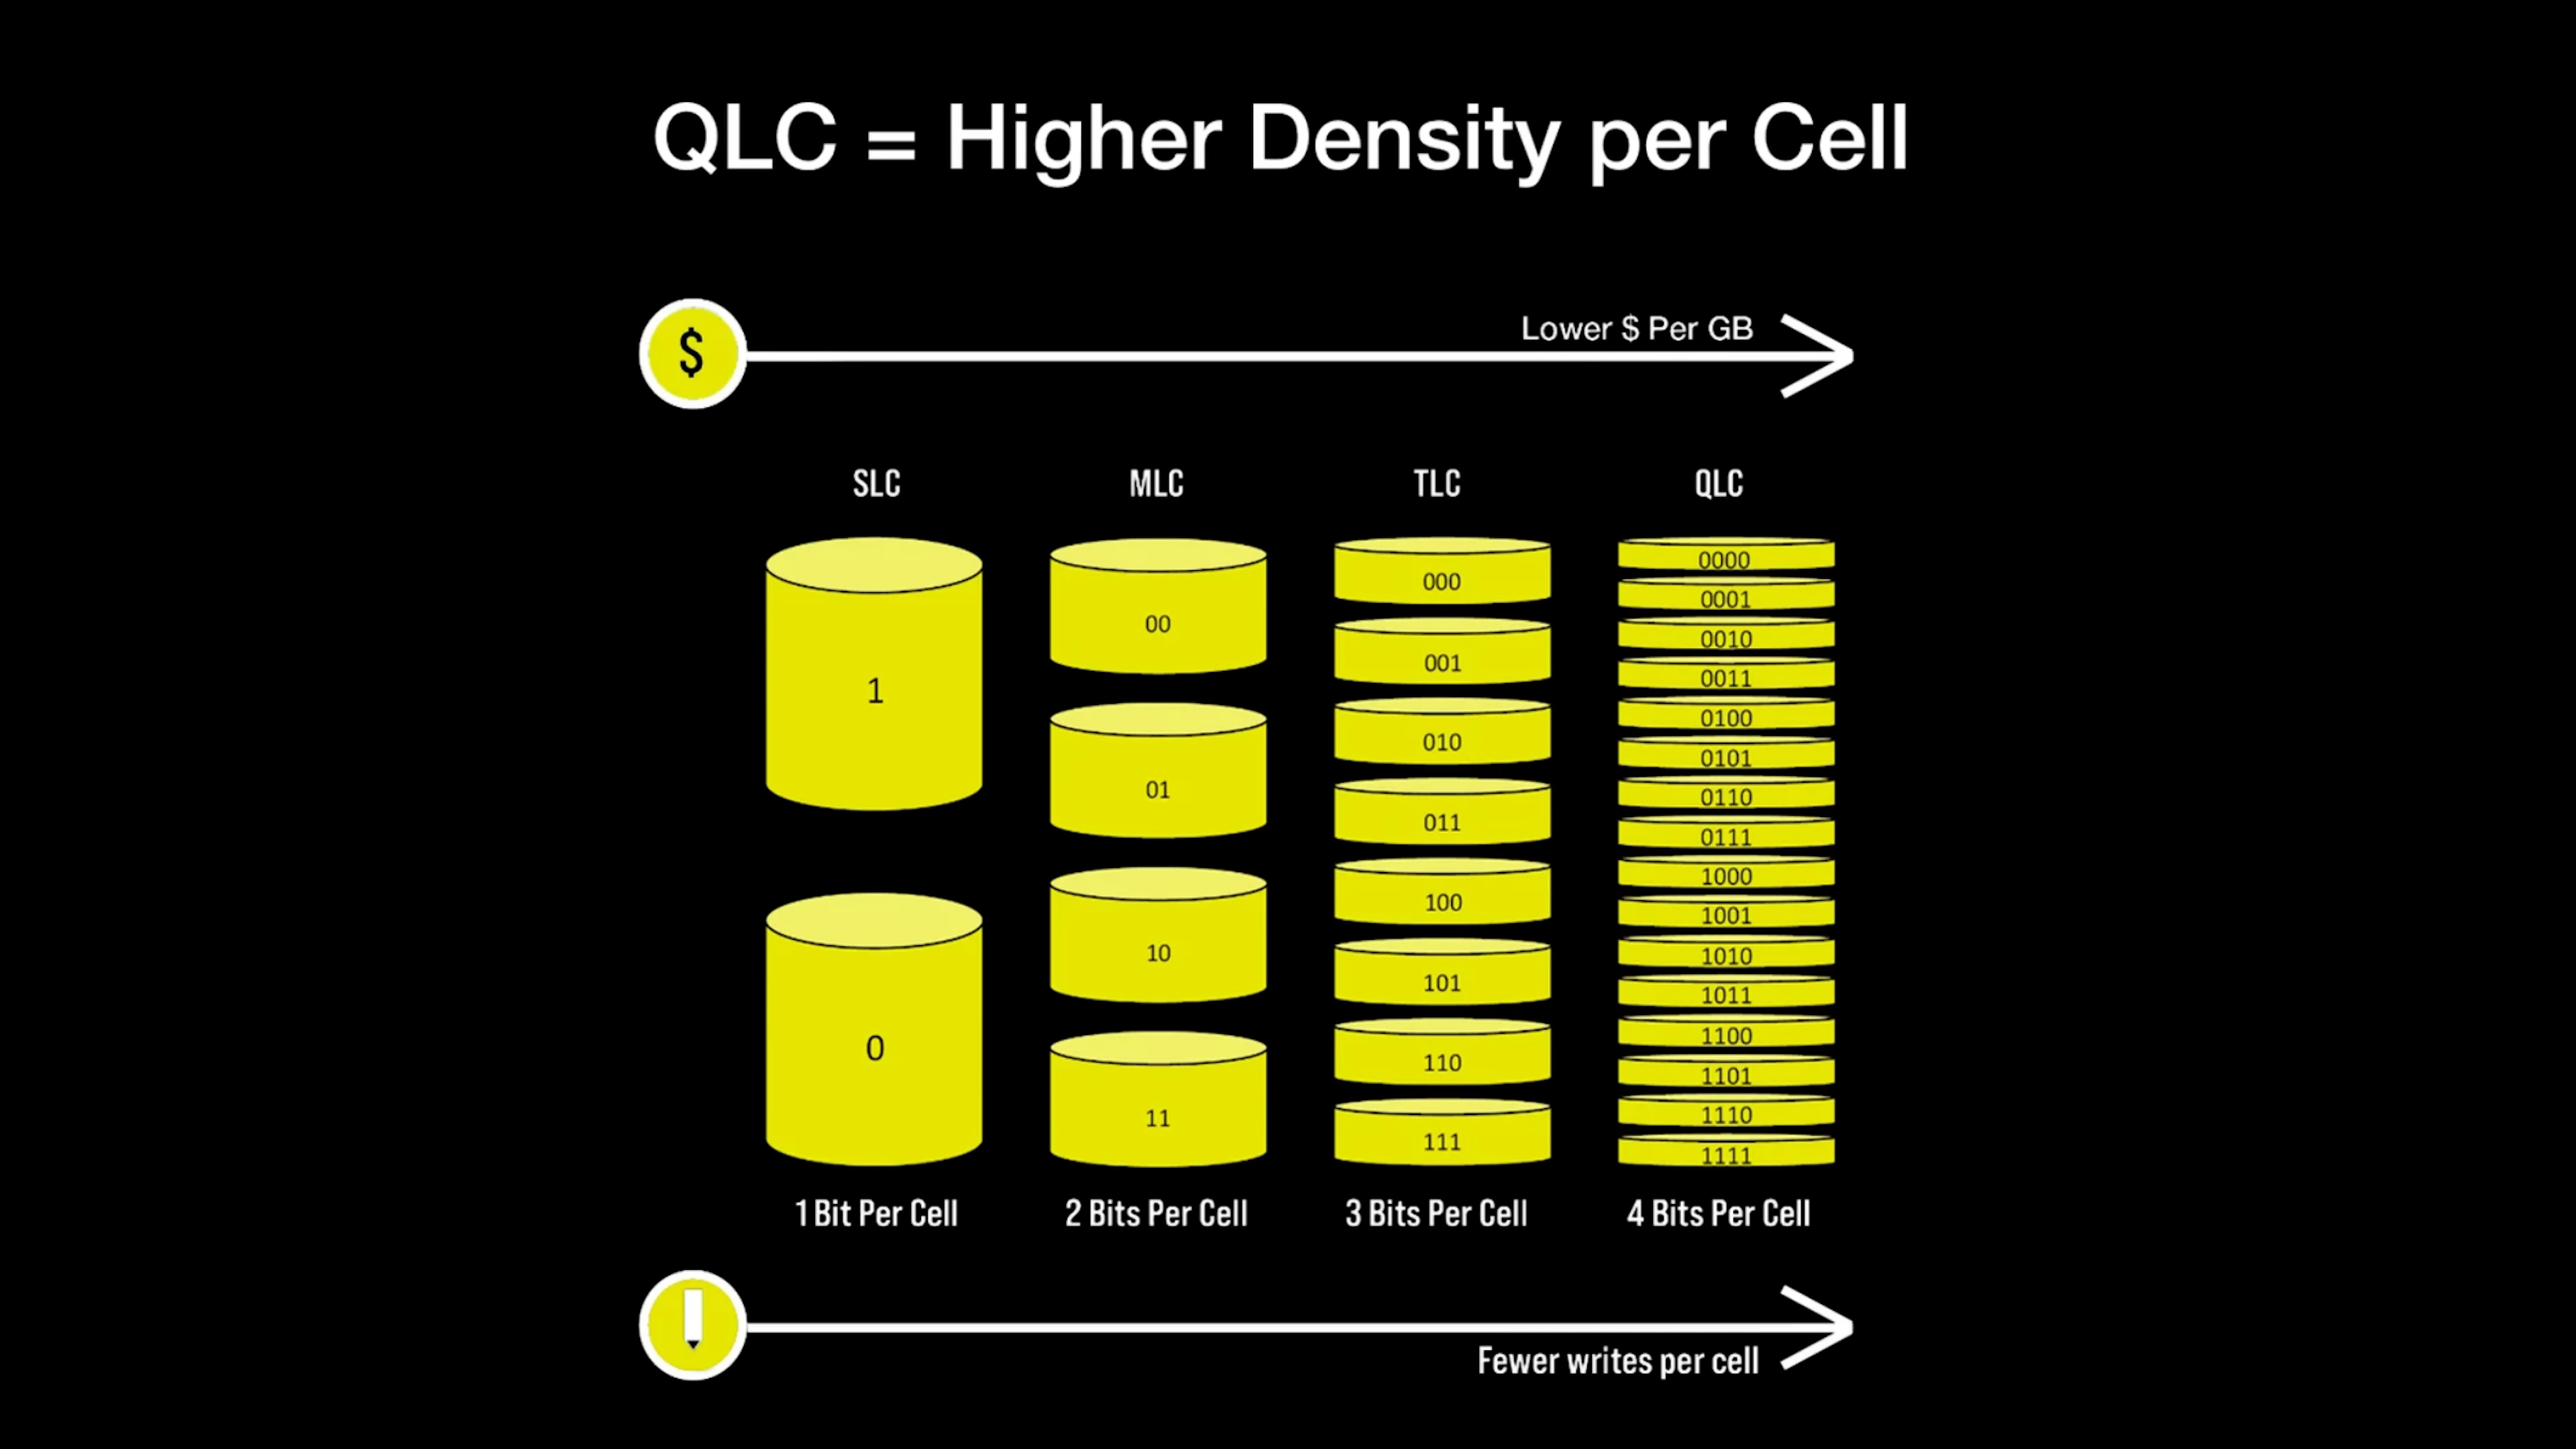 QLC = Higher Density per Cell
$
Lower $ Per GB
SLC
MLC
TLC
QLC
1
0
00
01
10
11
000
001
010
011
100
101
110
111
0000
0001
0010
0011
0100
0101
0110
0111
1000
1001
1010
1011
1100
1101
1110
1111
1 Bit Per Cell
2 Bits Per Cell
3 Bits Per Cell
4 Bits Per Cell
Fewer writes per cell